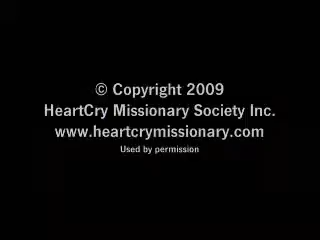 © Copyright 2009
HeartCry Missionary Society Inc.
www.heartcrymissionary.com
Used by permission